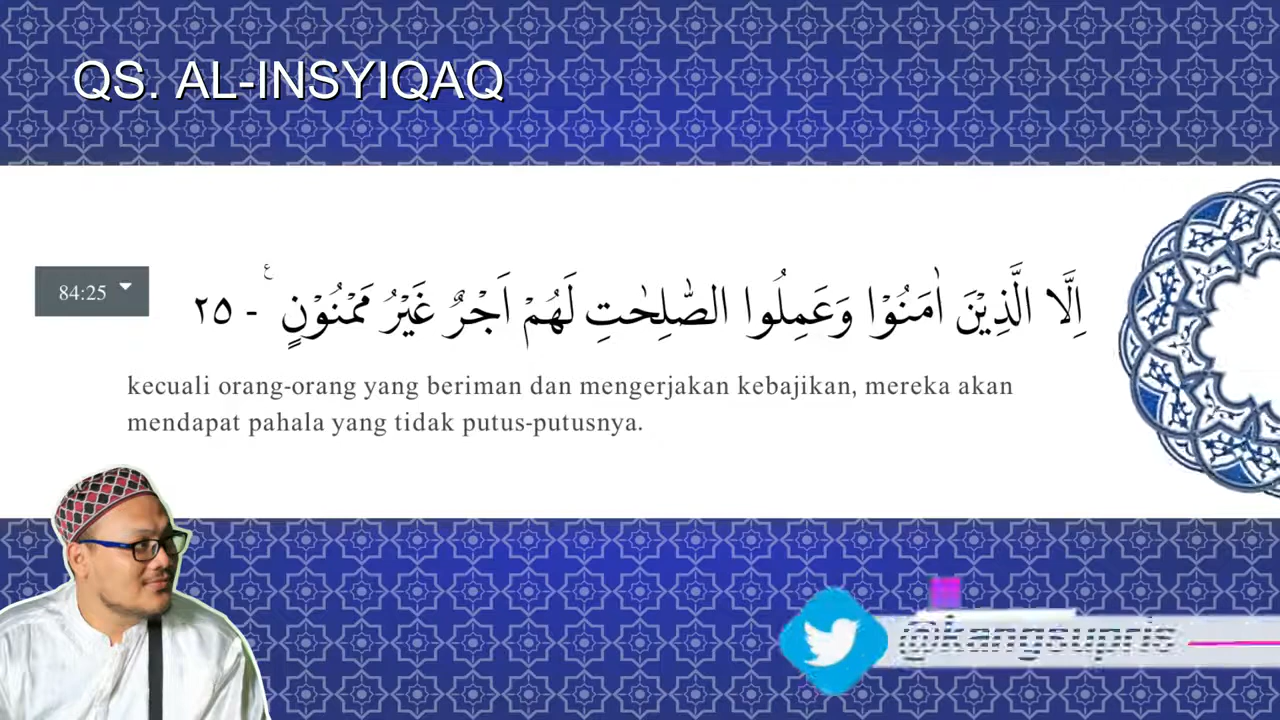 QS. AL-INSYIQAQ
84:25
اِلَّا الَّذِيْنَ اٰمَنُوْا وَعَمِلُوا الصّٰلِحٰتِ لَهُمْ اَجْرٌ غَيْرُ مَمْنُوْنٍ ࣖ - ٢٥
kecuali orang-orang yang beriman dan mengerjakan kebajikan, mereka akan
mendapat pahala yang tidak putus-putusnya.
@kangsupris